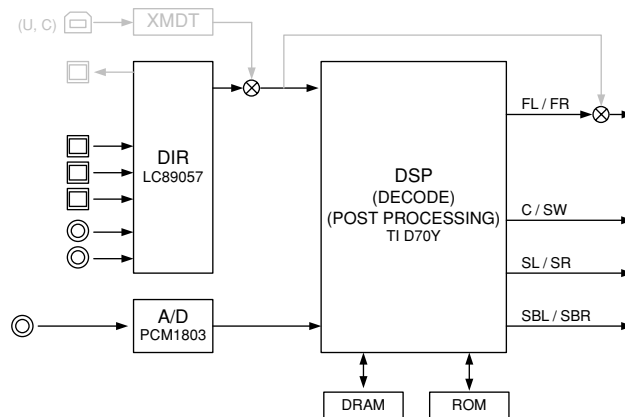 (U, C)
XMDT
DIR
LC89057
DSP
(DECODE)
(POST PROCESSING)
TI D70Y
FL / FR
C / SW
SL / SR
SBL / SBR
A/D
PCM1803
DRAM
ROM